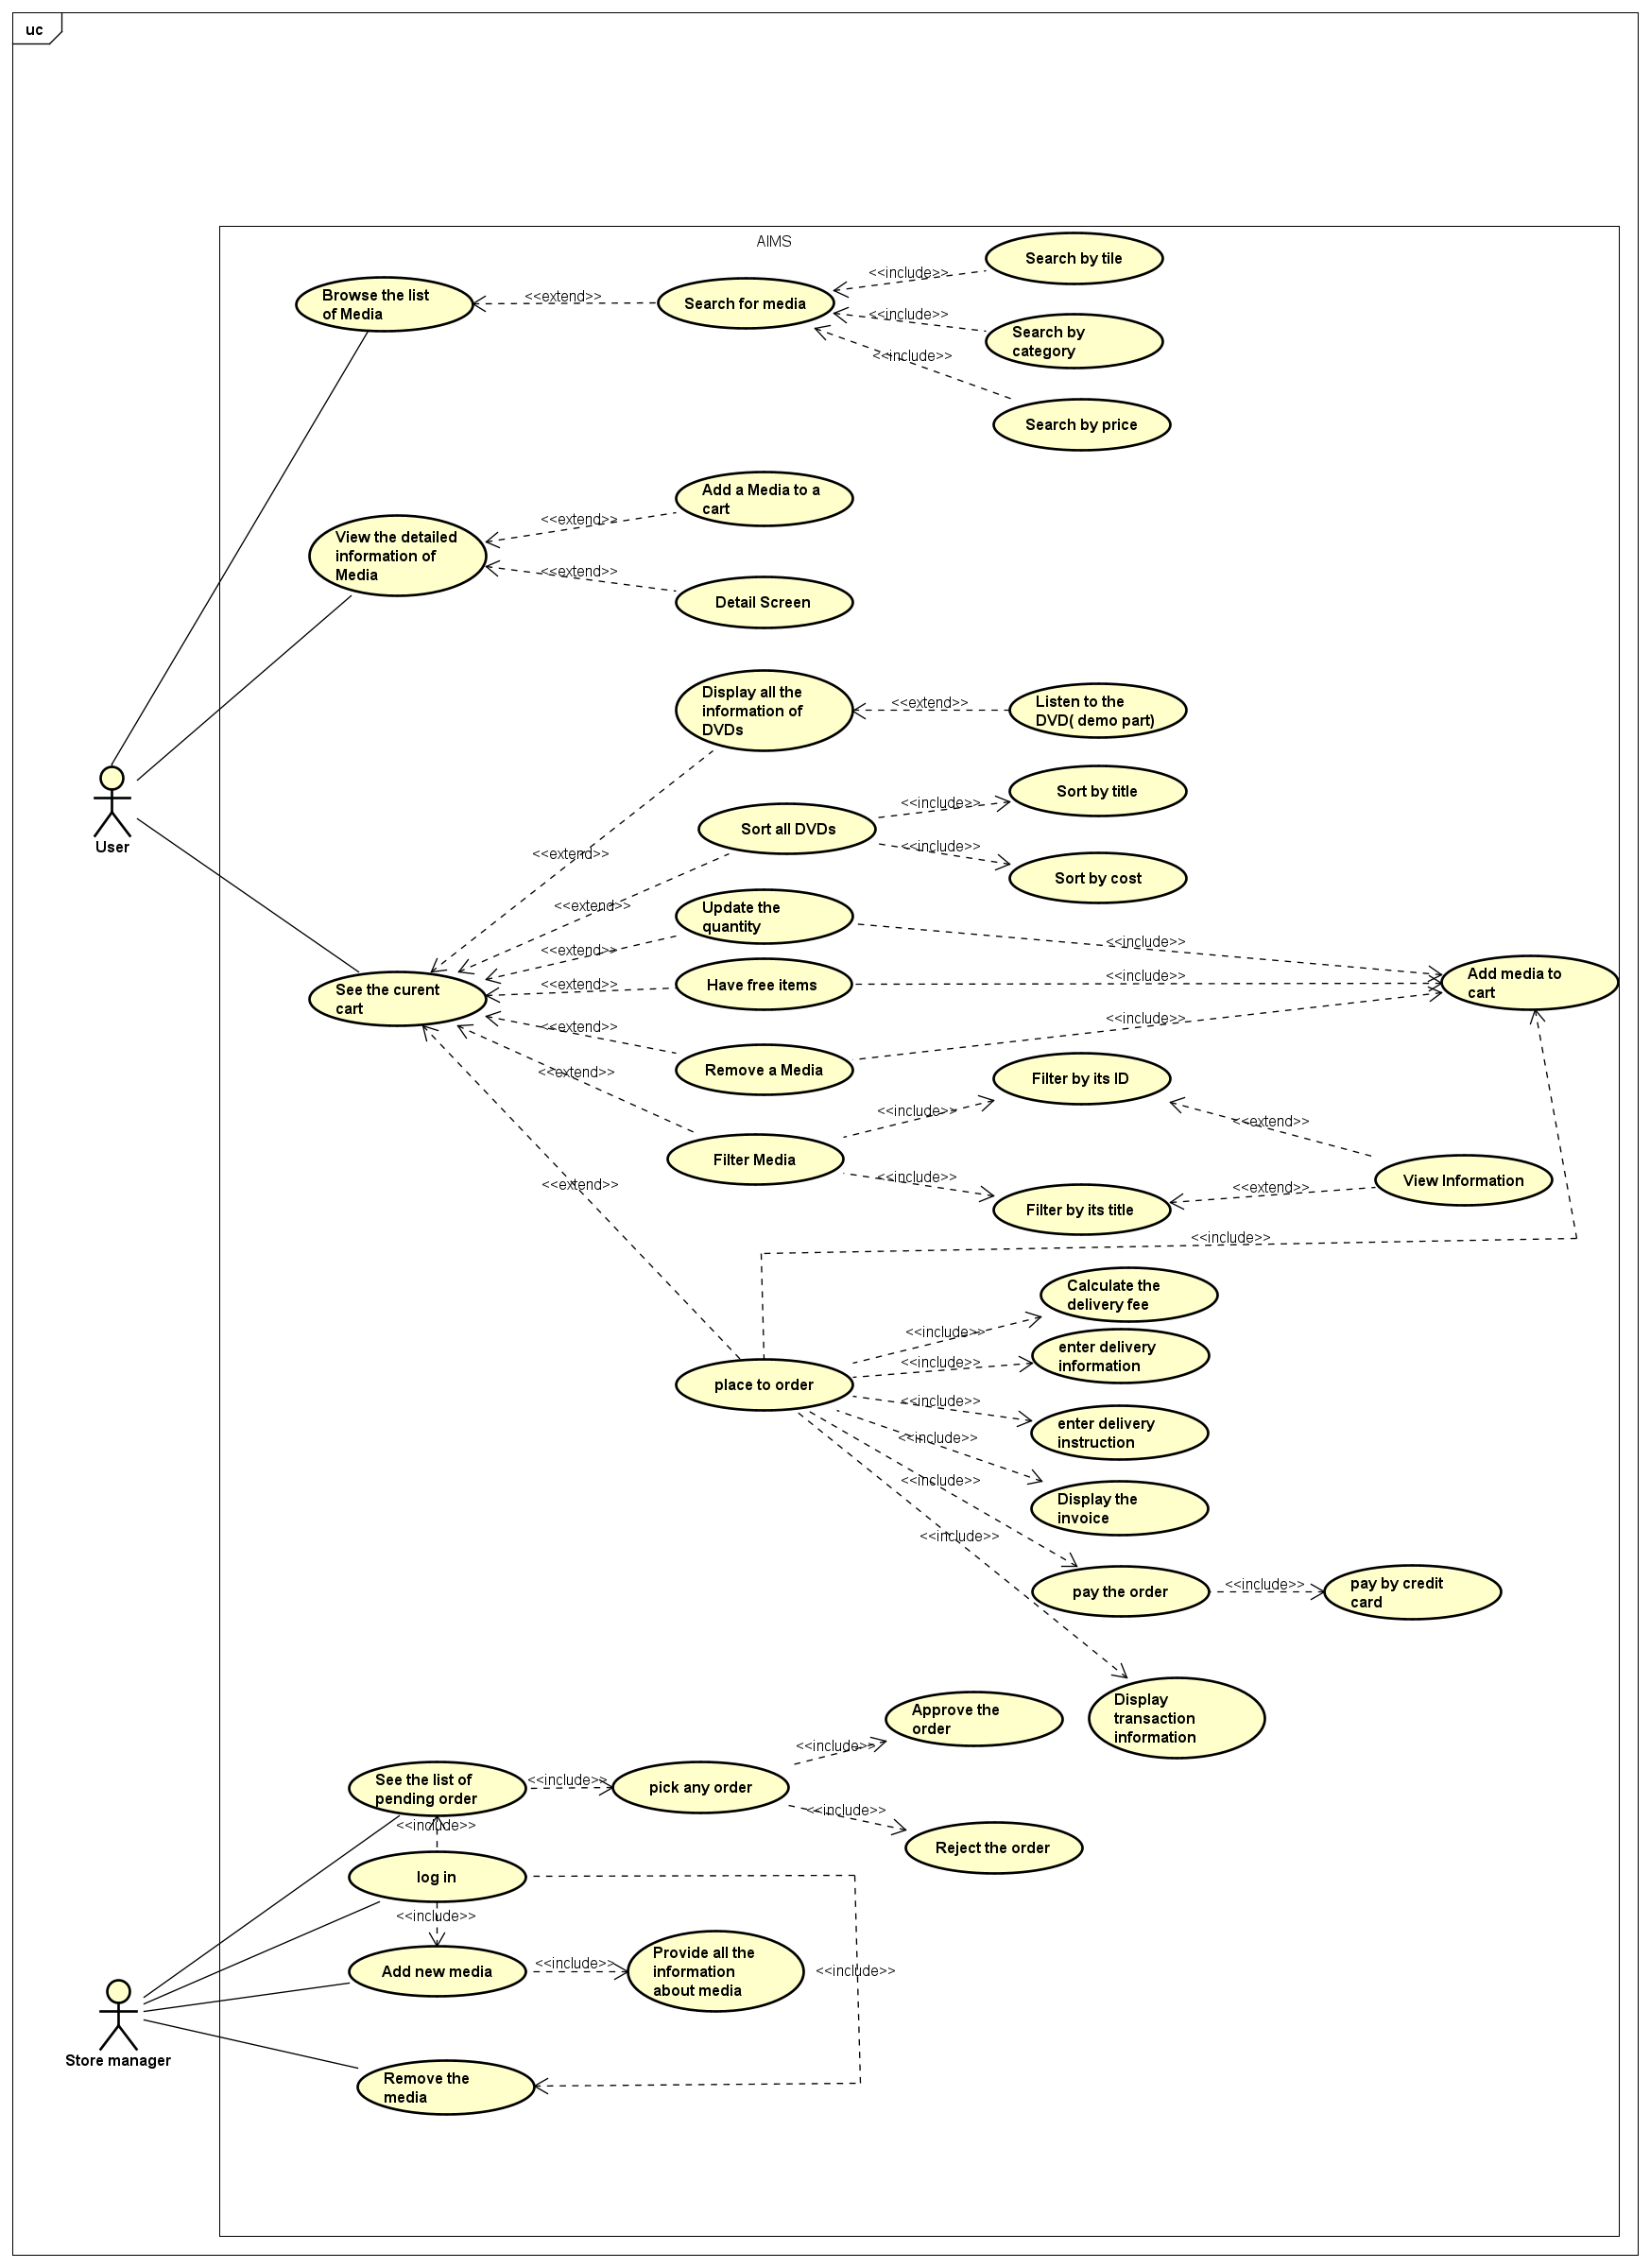 uc
AIMS
Browse the list
of Media
<<extend>>
Search for media
<<include>>
Search by tile
<<include>>
Search by
category
<<include>>
Search by price
View the detailed
information of
Media
<<extend>>
Add a Media to a
cart
<<extend>>
Detail Screen
Display all the
information of
DVDs
<<extend>>
Listen to the
DVD( demo part)
User
<<extend>>
Sort all DVDs
<<include>>
Sort by title
<<include>>
Sort by cost
<<extend>>
Update the
quantity
<<include>>
<<extend>>
Have free items
<<include>>
<<extend>>
Add media to
cart
See the curent
cart
<<extend>>
Remove a Media
<<include>>
<<extend>>
Filter Media
<<include>>
Filter by its ID
<<extend>>
<<include>>
Filter by its title
<<extend>>
View Information
<<extend>>
<<include>>
place to order
<<include>>
Calculate the
delivery fee
<<include>>
enter delivery
information
<<include>>
enter delivery
instruction
<<include>>
Display the
invoice
<<include>>
pay the order
<<include>>
pay by credit
card
<<include>>
Display
transaction
information
See the list of
pending order
<<include>>
pick any order
<<include>>
Approve the
order
<<include>>
Reject the order
<<include>>
log in
<<include>>
Add new media
<<include>>
Provide all the
information
about media
<<include>>
Store manager
Remove the
media